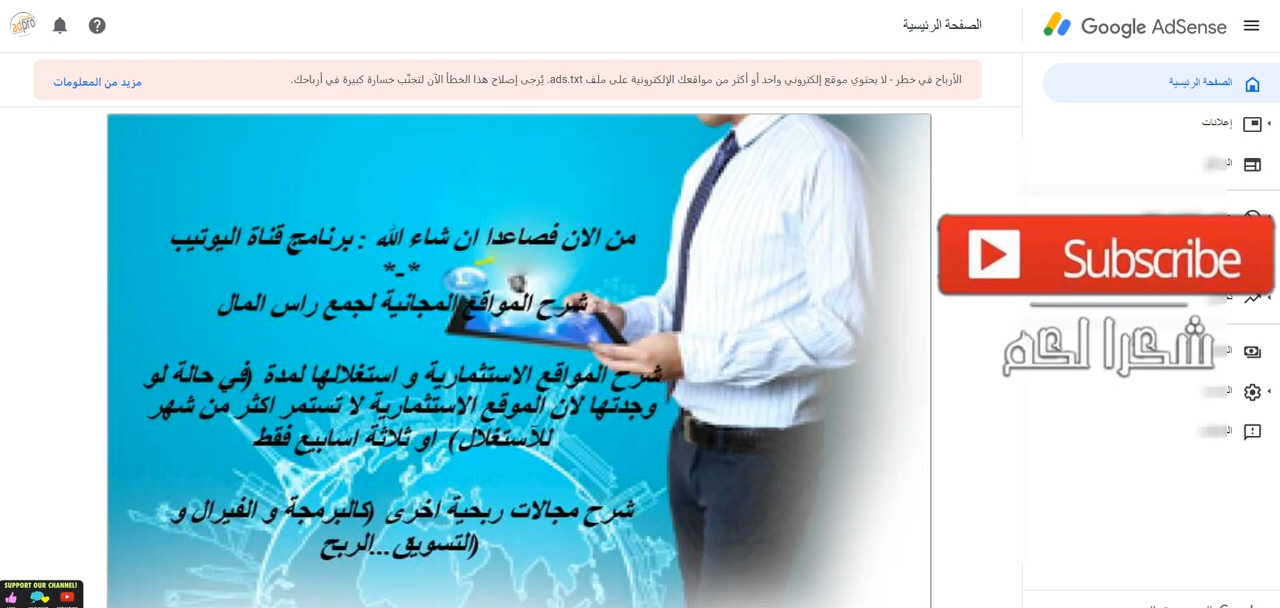 Google AdSense
الصفحة الرئيسية
adpro
الأرباح في خطر - لا يحتوي موقع إلكتروني واحد أو أكثر من مواقعك الإلكترونية على ملف ads.txt. يُرجى إصلاح هذا الخطأ الآن لتجنّب خسارة كبيرة في أرباحك.
مزيد من المعلومات
الصفحة الرئيسية
إعلانات
من الان فصاعدا ان شاء الله : برنامج قناة اليوتيب
*-*
شرح المواقع المجانية لجمع راس المال
شرح المواقع الاستثمارية و استغلالها لمدة (في حالة لو
وجدتها لان الموقع الاستثمارية لا تستمر اكثر من شهر
للآستغلال) او ثلاثة اسابيع فقط
شرح مجالات ربحية اخرى (كالبرمجة و الفيرال و
التسويق...الربح)
Subscribe
شكرا لكم
SUPPORT OUR CHANNEL!